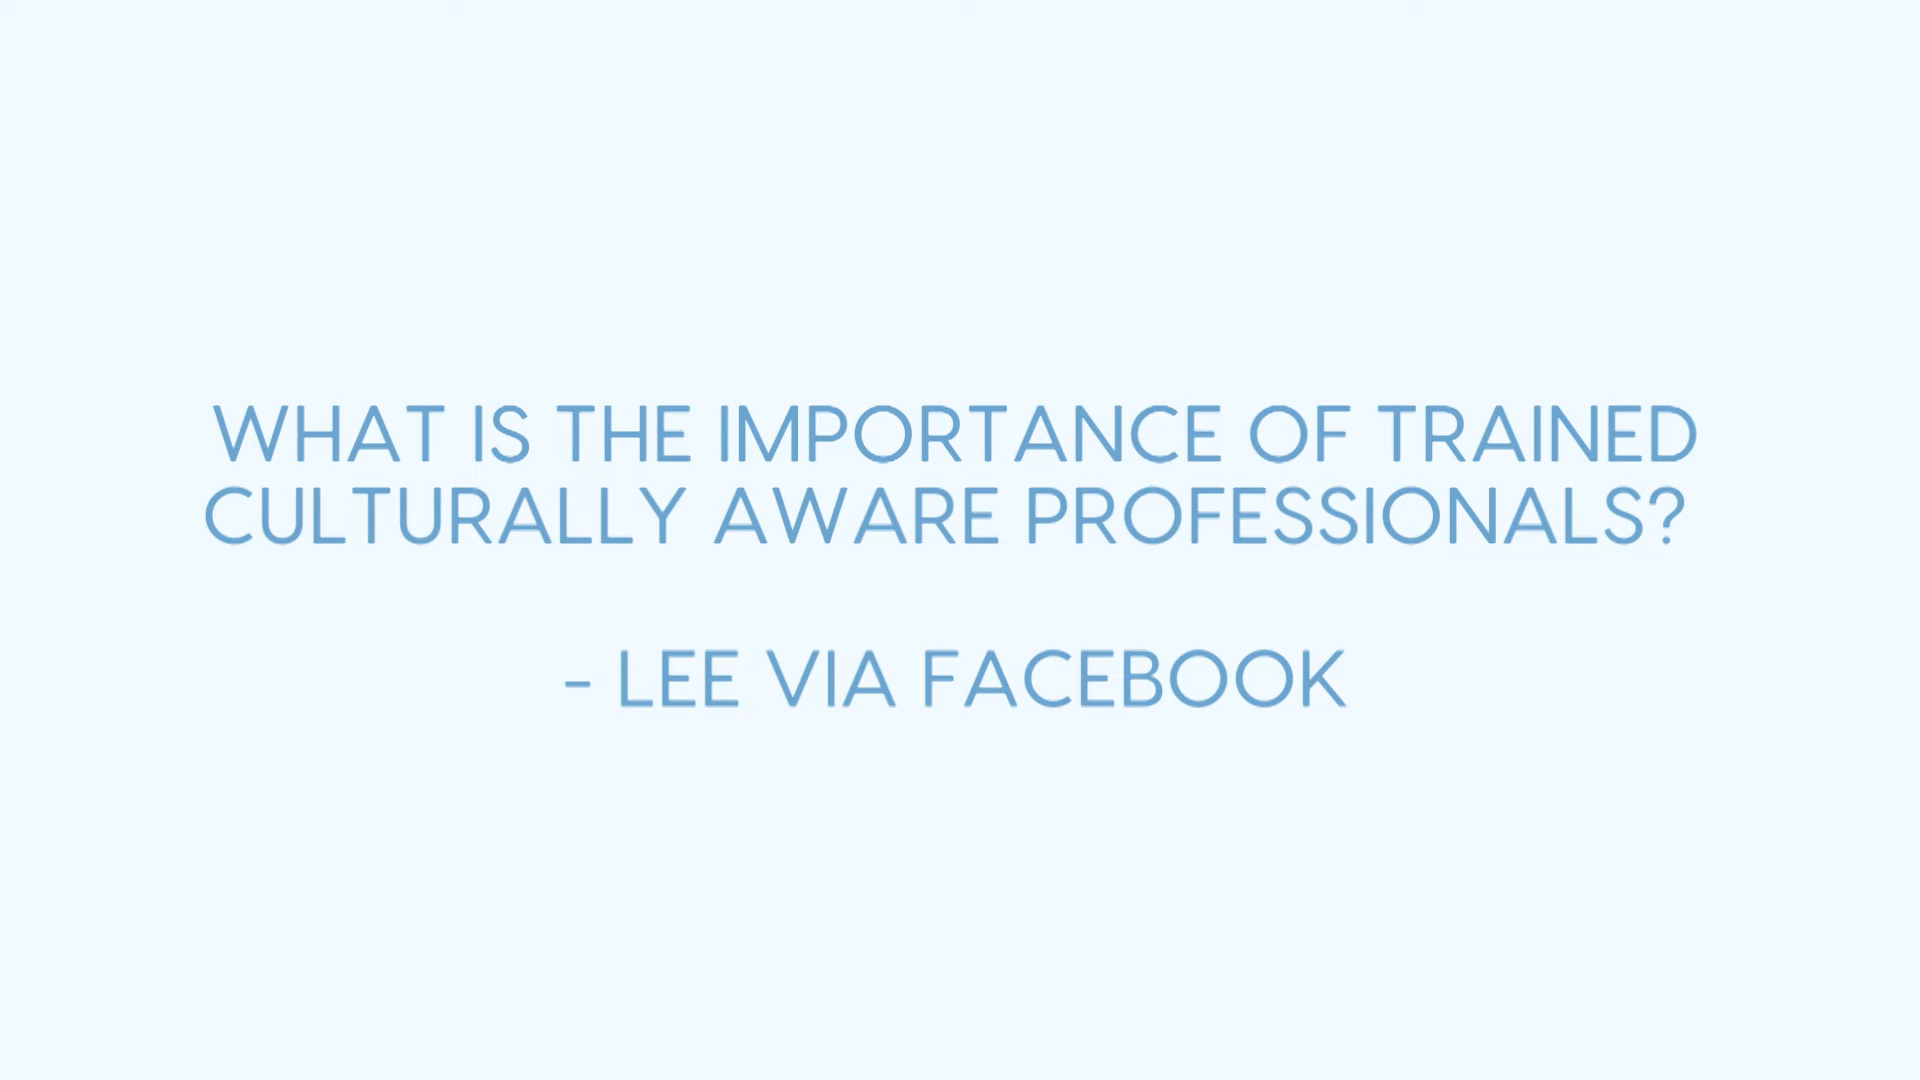 WHAT IS THE IMPORTANCE OF TRAINED
CULTURALLY AWARE PROFESSIONALS?
- LEE VIA FACEBOOK